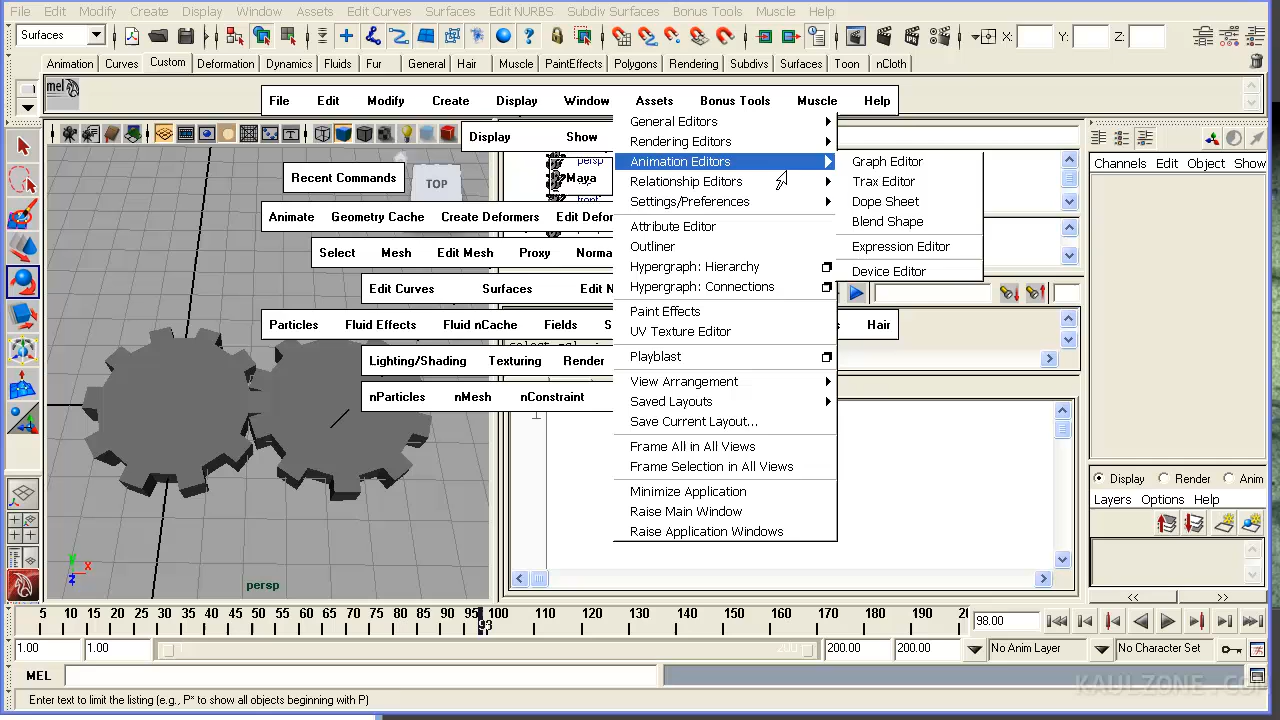 File Edit Modify Create Display Window Assets Edit Curves Surfaces Edit NURBS Subdiv Surfaces Bonus Tools Muscle Help
Surfaces X: Y: Z:
Animation Curves Custom Deformation Dynamics Fluids Fur General Hair Muscle PaintEffects Polygons Rendering Subdivs Surfaces Toon nCloth
mel
File Edit Modify Create Display Window Assets Bonus Tools Muscle Help
General Editors
Display Show
Rendering Editors
persp
Animation Editors
Graph Editor
Channels Edit Object Show
Recent Commands
Maya
TOP
Relationship Editors
Trax Editor
front
Settings/Preferences
Dope Sheet
Animate Geometry Cache Create Deformers Edit Defor
Attribute Editor
Blend Shape
Outliner
Expression Editor
Select Mesh Edit Mesh Proxy Norma
Hypergraph: Hierarchy
Device Editor
Edit Curves Surfaces Edit N
Hypergraph: Connections
Paint Effects
Particles Fluid Effects Fluid nCache Fields S
s Hair
UV Texture Editor
Lighting/Shading Texturing Render
Playblast
View Arrangement
nParticles nMesh nConstraint
Saved Layouts
1
Save Current Layout...
Frame All in All Views
Frame Selection in All Views
Display Render Anim
Minimize Application
Layers Options Help
Raise Main Window
Raise Application Windows
persp
y x z
5 10 15 20 25 30 35 40 45 50 55 60 65 70 75 80 85 90 95 100 110 120 130 140 150 160 170 180 190 20
98.00
1.00 1.00 200 200.00 200.00 No Anim Layer No Character Set
MEL
KAULZONE.CO
Enter text to limit the listing (e.g., P* to show all objects beginning with P)